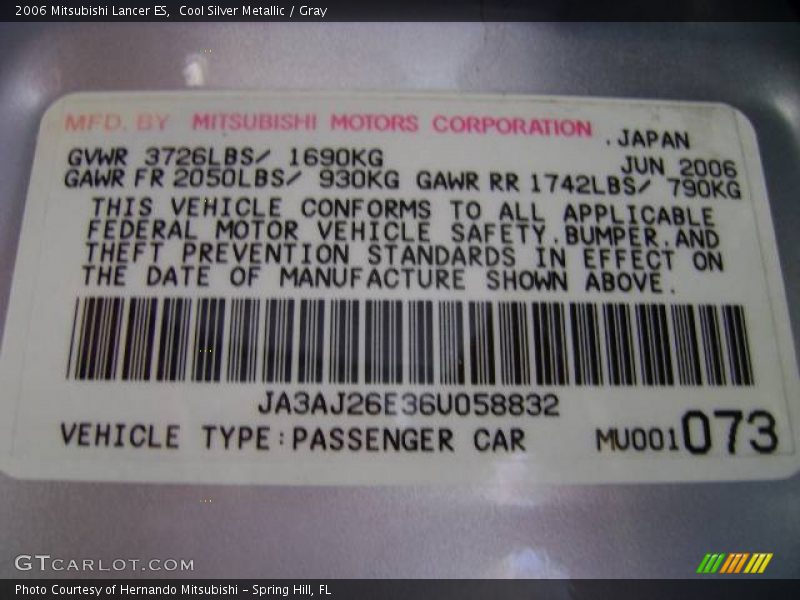 2006 Mitsubishi Lancer ES,  Cool Silver Metallic / Gray
MFD. BY MITSUBISHI MOTORS CORPORATION .JAPAN
GVWR 3726LBS/ 1690KG JUN 2006
GAWR FR 2050LBS/ 930KG GAWR RR 1742LBS/ 790KG
THIS VEHICLE CONFORMS TO ALL APPLICABLE
FEDERAL MOTOR VEHICLE SAFETY.BUMPER.AND
THEFT PREVENTION STANDARDS IN EFFECT ON
THE DATE OF MANUFACTURE SHOWN ABOVE.
JA3AJ26E36U058832
VEHICLE TYPE:PASSENGER CAR MU001073
GTCARLOT.COM
Photo Courtesy of Hernando Mitsubishi - Spring Hill, FL